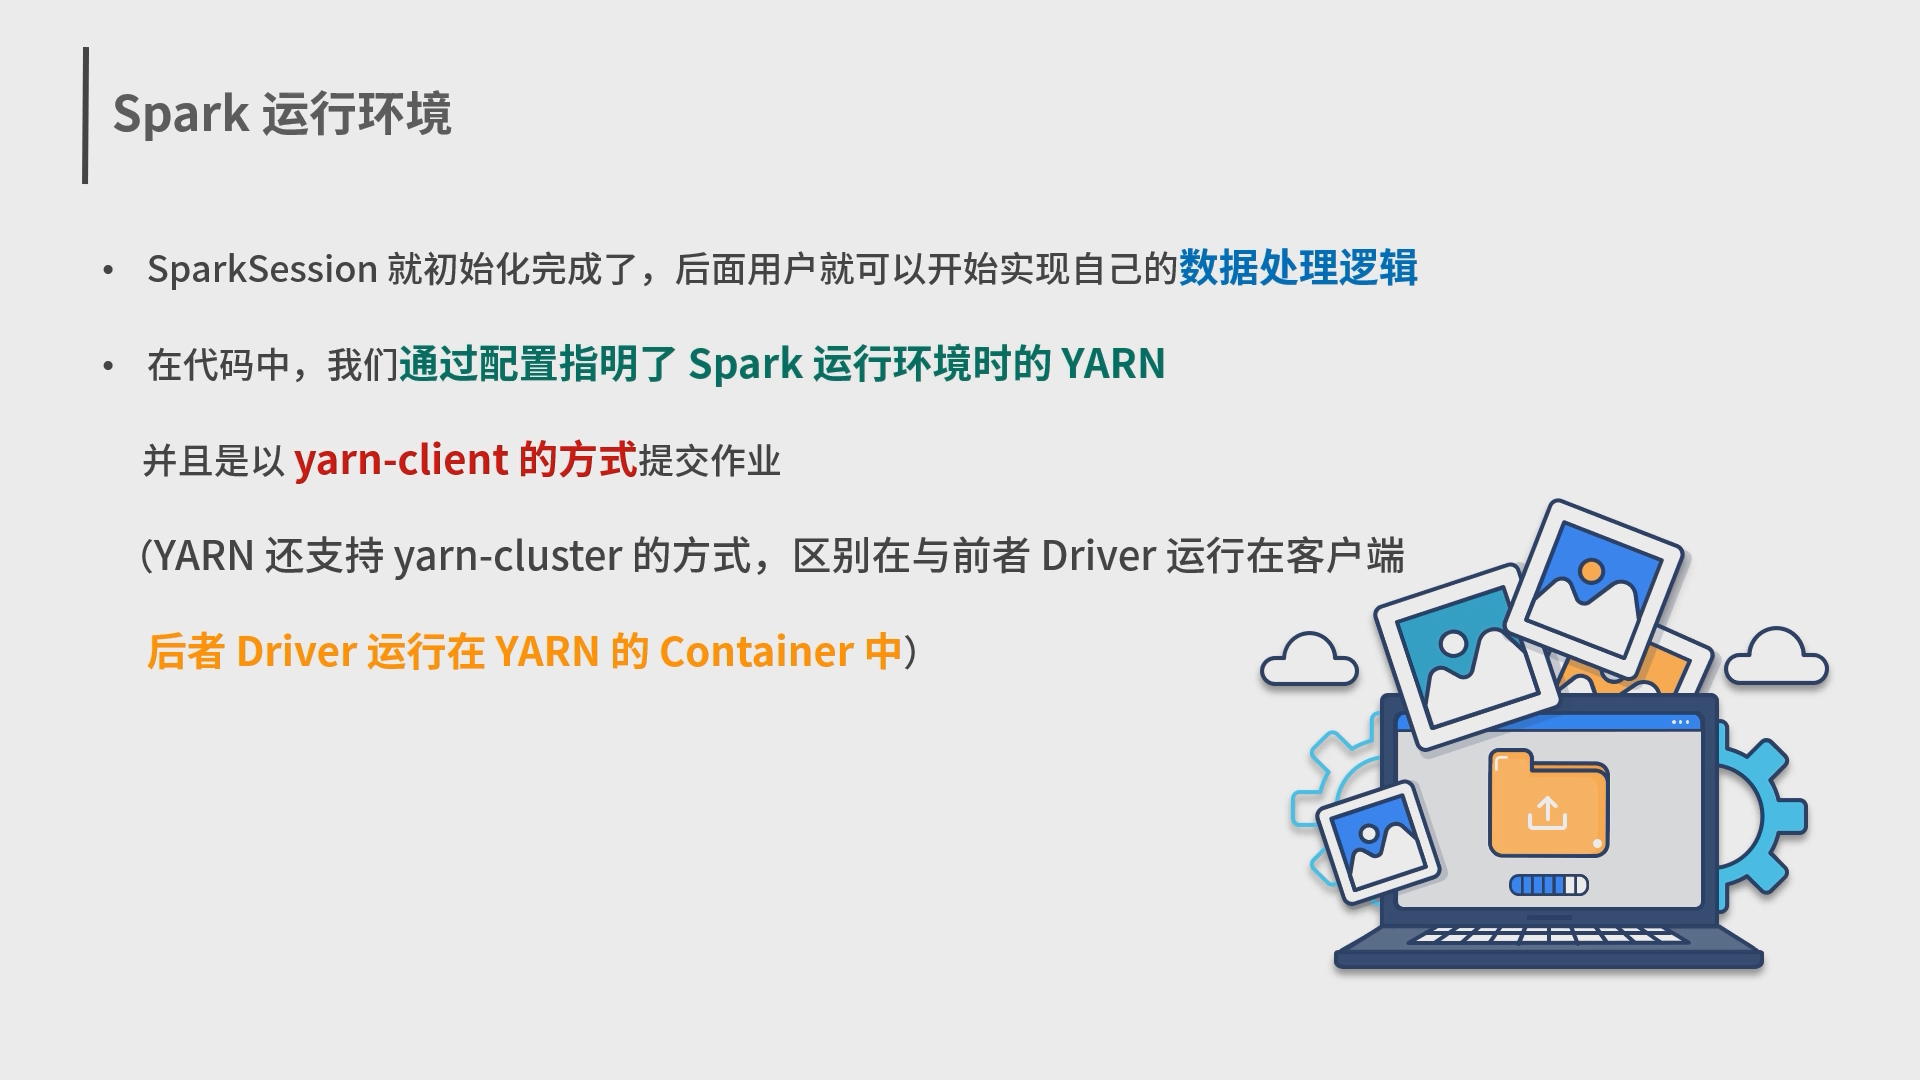 Spark 运行环境
• SparkSession 就初始化完成了，后面用户就可以开始实现自己的数据处理逻辑
• 在代码中，我们通过配置指明了 Spark 运行环境时的 YARN
并且是以 yarn-client 的方式提交作业
（YARN 还支持 yarn-cluster 的方式，区别在与前者 Driver 运行在客户端
后者 Driver 运行在 YARN 的 Container 中）